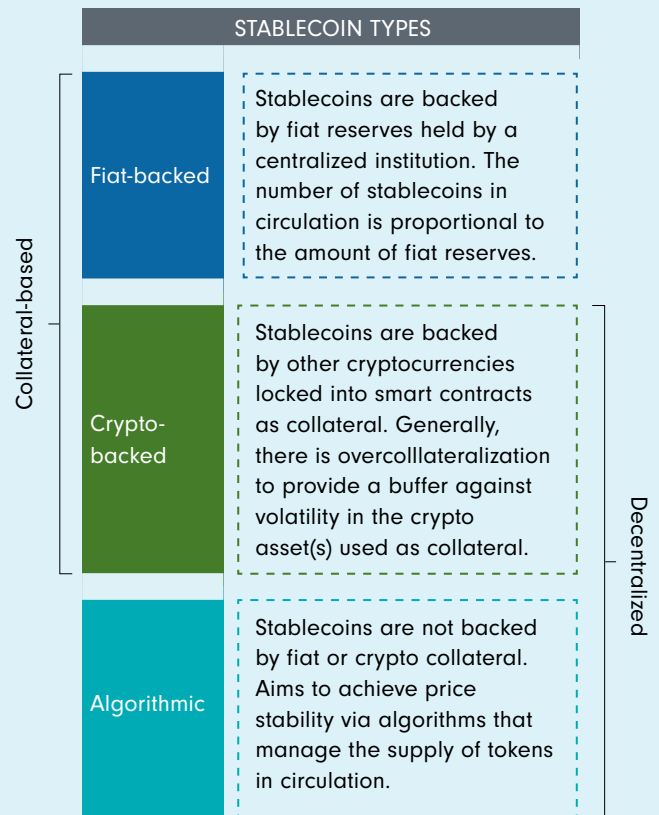 STABLECOIN TYPES
Collateral-based
Fiat-backed
Stablecoins are backed
by fiat reserves held by a
centralized institution. The
number of stablecoins in
circulation is proportional to
the amount of fiat reserves.
Crypto-
backed
Stablecoins are backed
by other cryptocurrencies
locked into smart contracts
as collateral. Generally,
there is overcolllateralization
to provide a buffer against
volatility in the crypto
asset(s) used as collateral.
Decentralized
Algorithmic
Stablecoins are not backed
by fiat or crypto collateral.
Aims to achieve price
stability via algorithms that
manage the supply of tokens
in circulation.